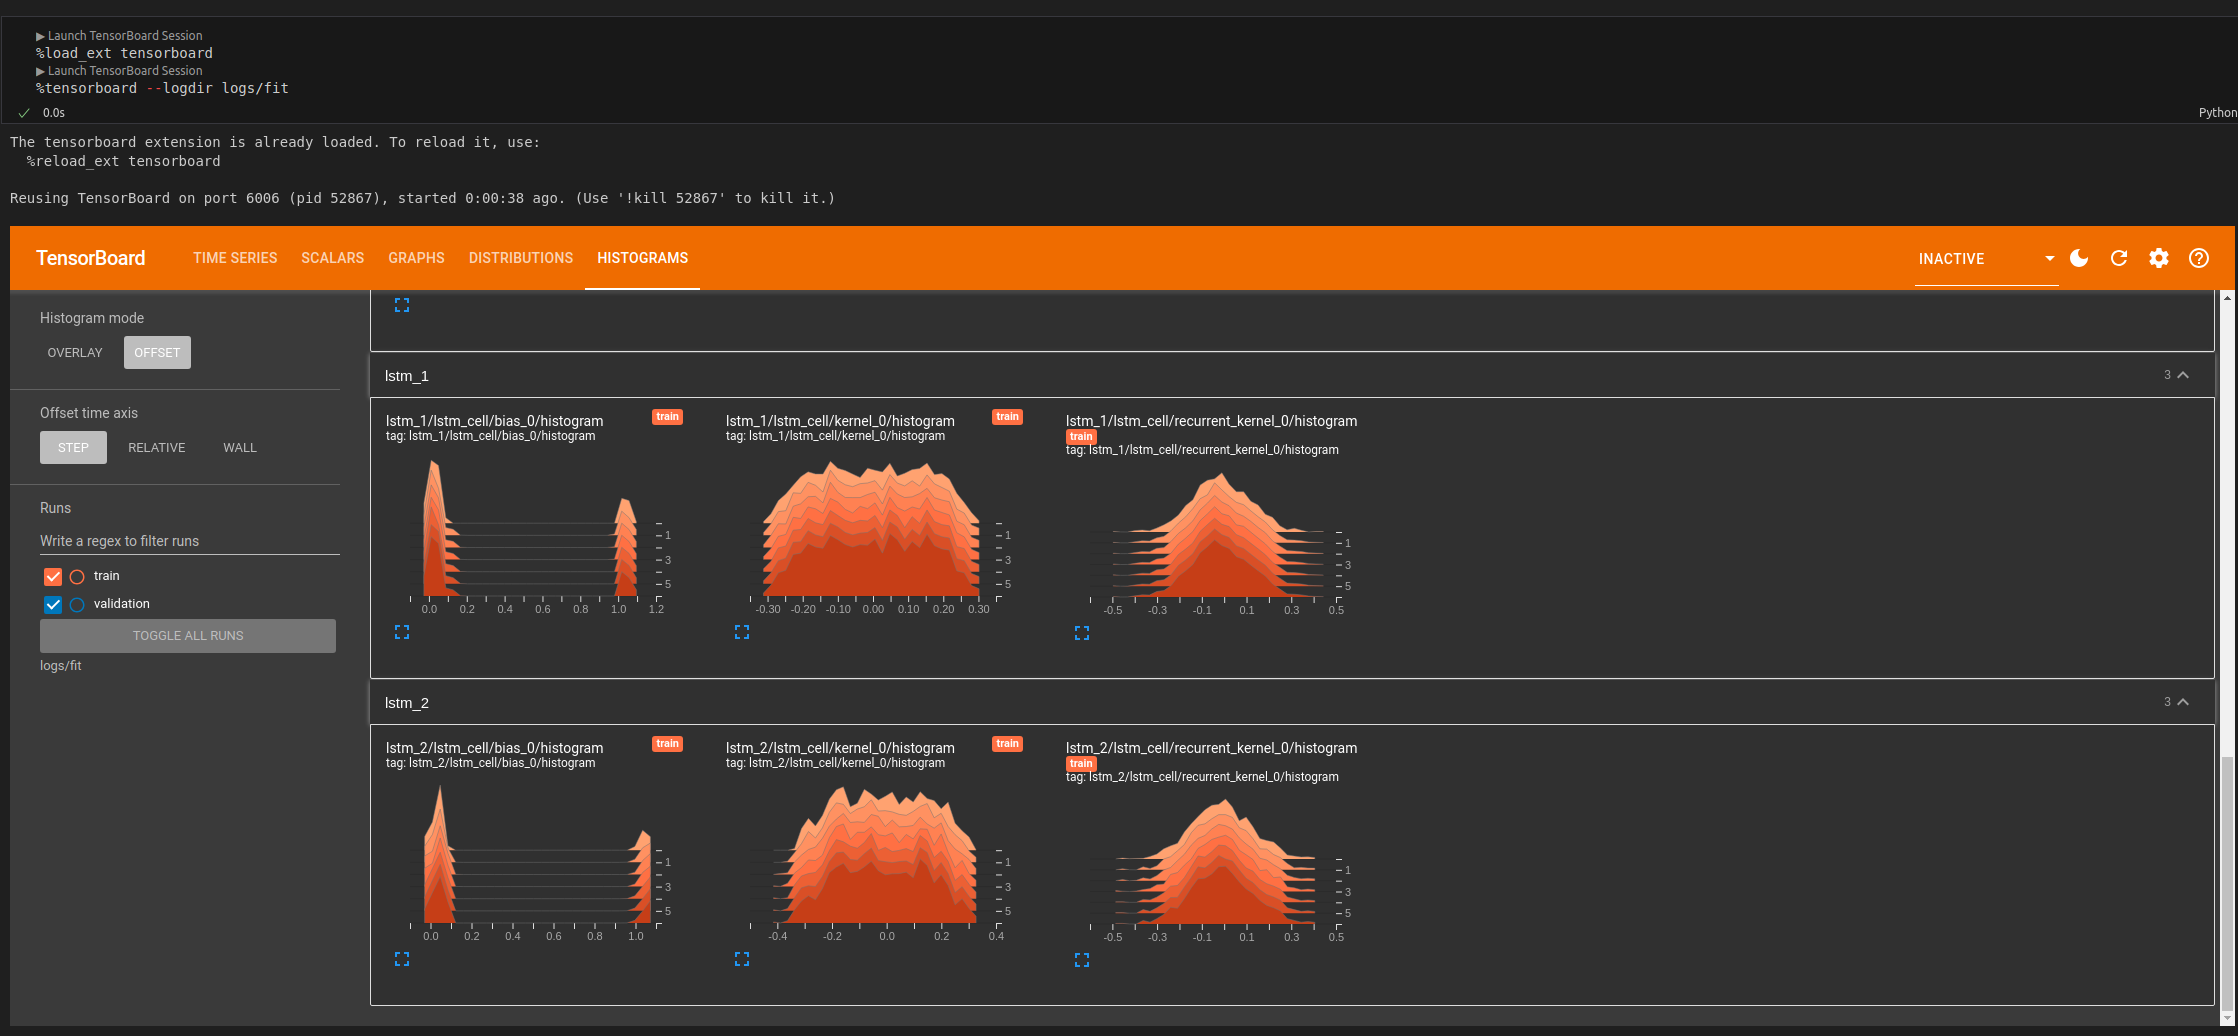 ▶ Launch TensorBoard Session
%load_ext tensorboard
▶ Launch TensorBoard Session
%tensorboard --logdir logs/fit
✓ 0.0s
Python
The tensorboard extension is already loaded. To reload it, use:
%reload_ext tensorboard
Reusing TensorBoard on port 6006 (pid 52867), started 0:00:38 ago. (Use '!kill 52867' to kill it.)
TensorBoard TIME SERIES SCALARS GRAPHS DISTRIBUTIONS HISTOGRAMS INACTIVE
Histogram mode
OVERLAY OFFSET
Offset time axis
STEP RELATIVE WALL
Runs
Write a regex to filter runs
train
validation
TOGGLE ALL RUNS
logs/fit
lstm_1 3
lstm_1/lstm_cell/bias_0/histogram train
tag: lstm_1/lstm_cell/bias_0/histogram
1
3
5
0.0 0.2 0.4 0.6 0.8 1.0 1.2
lstm_1/lstm_cell/kernel_0/histogram train
tag: lstm_1/lstm_cell/kernel_0/histogram
1
3
5
-0.30 -0.20 -0.10 0.00 0.10 0.20 0.30
lstm_1/lstm_cell/recurrent_kernel_0/histogram
train
tag: lstm_1/lstm_cell/recurrent_kernel_0/histogram
1
3
5
-0.5 -0.3 -0.1 0.1 0.3 0.5
lstm_2 3
lstm_2/lstm_cell/bias_0/histogram train
tag: lstm_2/lstm_cell/bias_0/histogram
1
3
5
0.0 0.2 0.4 0.6 0.8 1.0
lstm_2/lstm_cell/kernel_0/histogram train
tag: lstm_2/lstm_cell/kernel_0/histogram
1
3
5
-0.4 -0.2 0.0 0.2 0.4
lstm_2/lstm_cell/recurrent_kernel_0/histogram
train
tag: lstm_2/lstm_cell/recurrent_kernel_0/histogram
1
3
5
-0.5 -0.3 -0.1 0.1 0.3 0.5